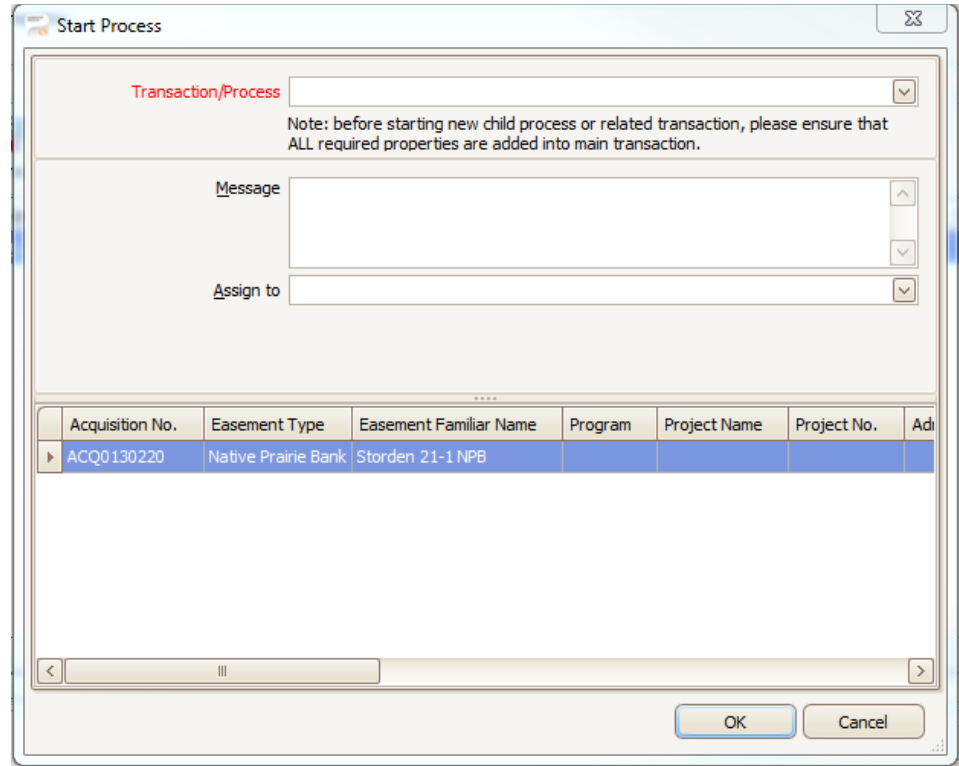 Start Process
Transaction/Process
Note: before starting new child process or related transaction, please ensure that
ALL required properties are added into main transaction.
Message
Assign to
Acquisition No. Easement Type Easement Familiar Name Program Project Name Project No. Adr
ACQ0130220 Native Prairie Bank Storden 21-1 NPB
OK Cancel